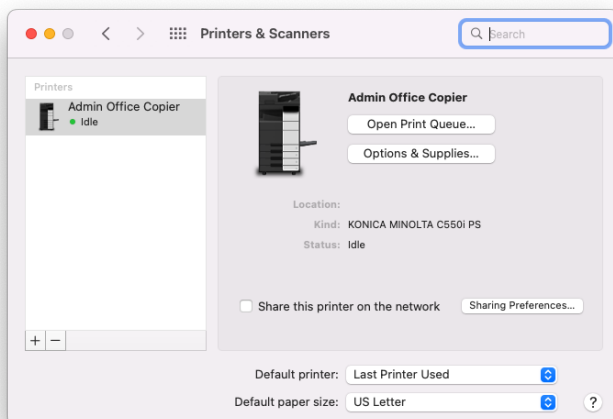 Printers & Scanners
Search
Printers
Admin Office Copier
Idle
Admin Office Copier
Open Print Queue...
Options & Supplies...
Location:
Kind: KONICA MINOLTA C550i PS
Status: Idle
Share this printer on the network
Sharing Preferences...
+ −
Default printer: Last Printer Used
Default paper size: US Letter
?